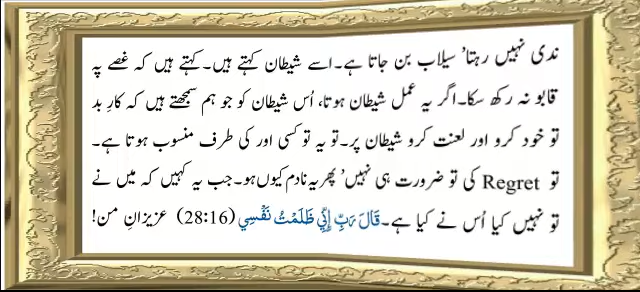 ندی نہیں رہتا’ سیلاب بن جاتا ہے۔ اسے شیطان کہتے ہیں۔ کہتے ہیں کہ غصے پہ
قابو نہ رکھ سکا۔ اگر یہ عمل شیطان ہوتا، اُس شیطان کو جو ہم سمجھتے ہیں کہ کارِ بد
تو خود کرو اور لعنت کرو شیطان پر۔ تو یہ تو کسی اور کی طرف منسوب ہوتا ہے۔
تو Regret کی تو ضرورت ہی نہیں’ پھر یہ نادم کیوں ہو۔ جب یہ کہیں کہ میں نے
تو نہیں کیا اُس نے کیا ہے۔ قَالَ رَبِّ اِنِّي ظَلَمْتُ نَفْسِي (28:16) عزیزانِ من!